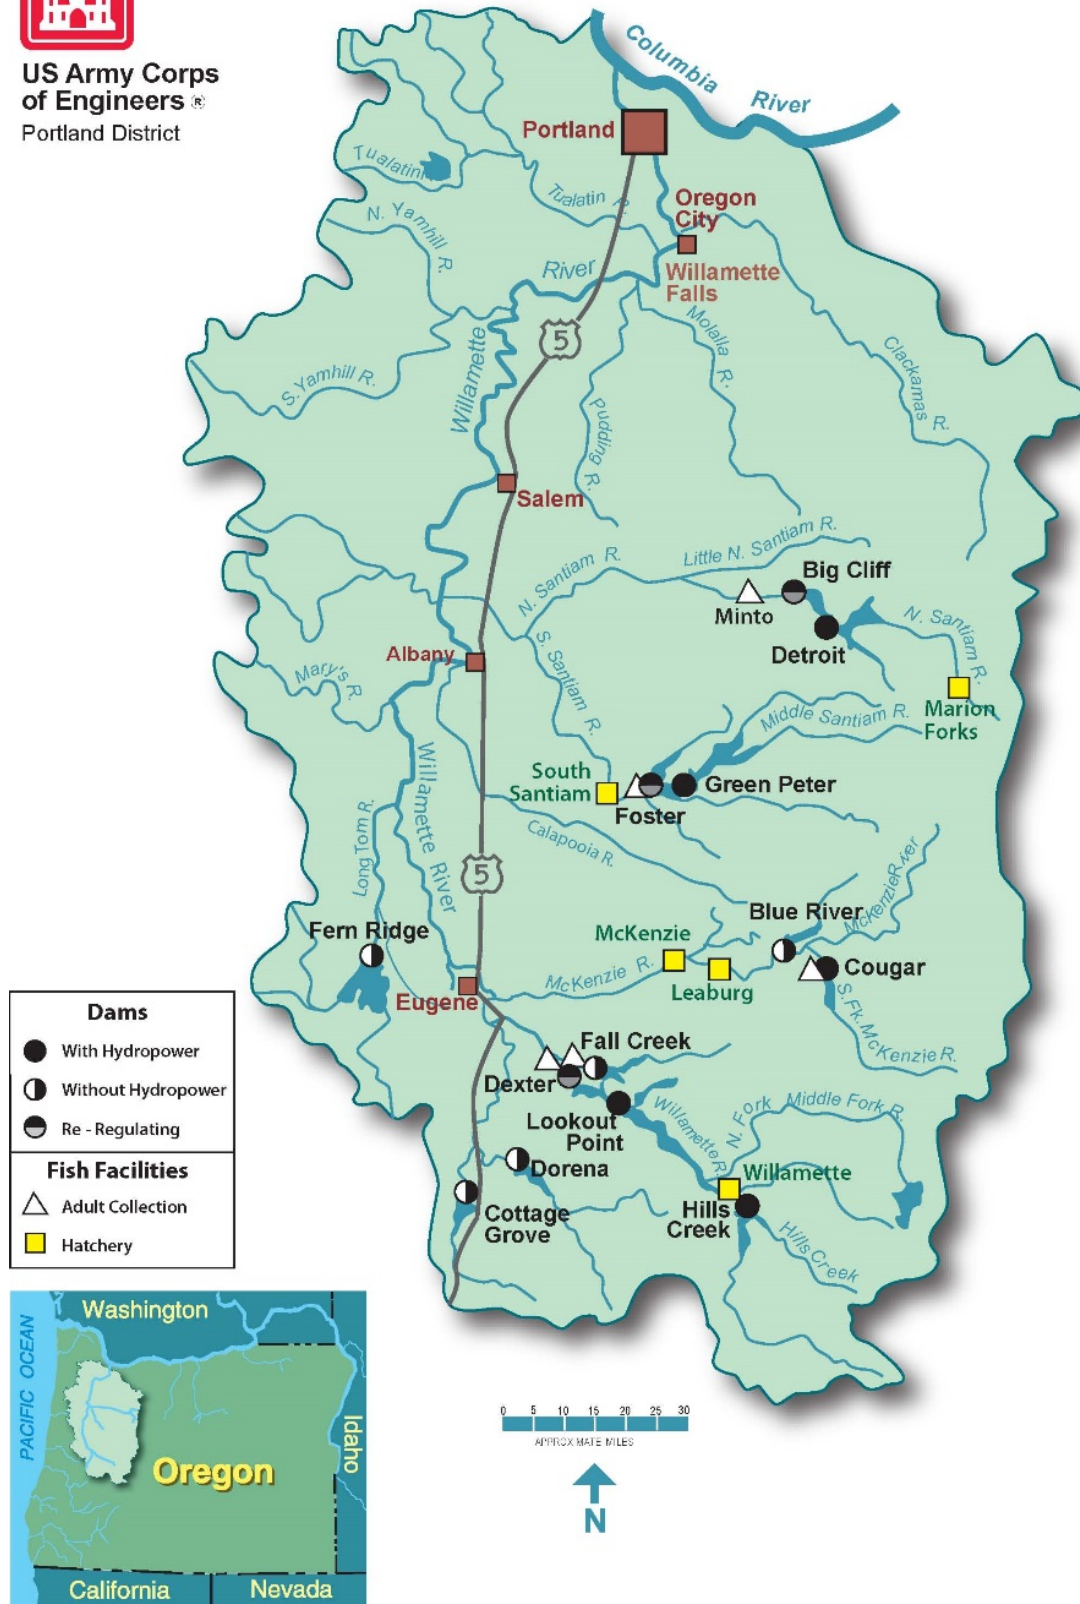 US Army Corps
of Engineers ®
Portland District
Columbia River
Portland
Tualatin
Tualatin R.
Oregon
City
N. Yamhill R.
River
Willamette
Falls
5
Molalla R.
Willamette
Clackamas R.
S. Yamhill R.
Pudding R.
Salem
Little N. Santiam R.
N. Santiam R.
Big Cliff
Minto
N. Santiam R.
S. Santiam R.
Albany
Detroit
Mary's R.
Marion
Forks
Middle Santiam R.
South
Santiam
Green Peter
Foster
Willamette River
Long Tom R.
Calapooia R.
5
McKenzie River
Blue River
Fern Ridge
McKenzie
Cougar
McKenzie R.
Leaburg
Eugene
S. Fk. McKenzie R.
Fall Creek
Dexter
Lookout
Point
Willamette R.
N. Fork Middle Fork R.
Dorena
Willamette
Cottage
Grove
Hills
Creek
Hills Creek
Dams
With Hydropower
Without Hydropower
Re - Regulating
Fish Facilities
Adult Collection
Hatchery
Washington
PACIFIC OCEAN
Idaho
Oregon
California
Nevada
0 5 10 15 20 25 30
APPROXIMATE MILES
N